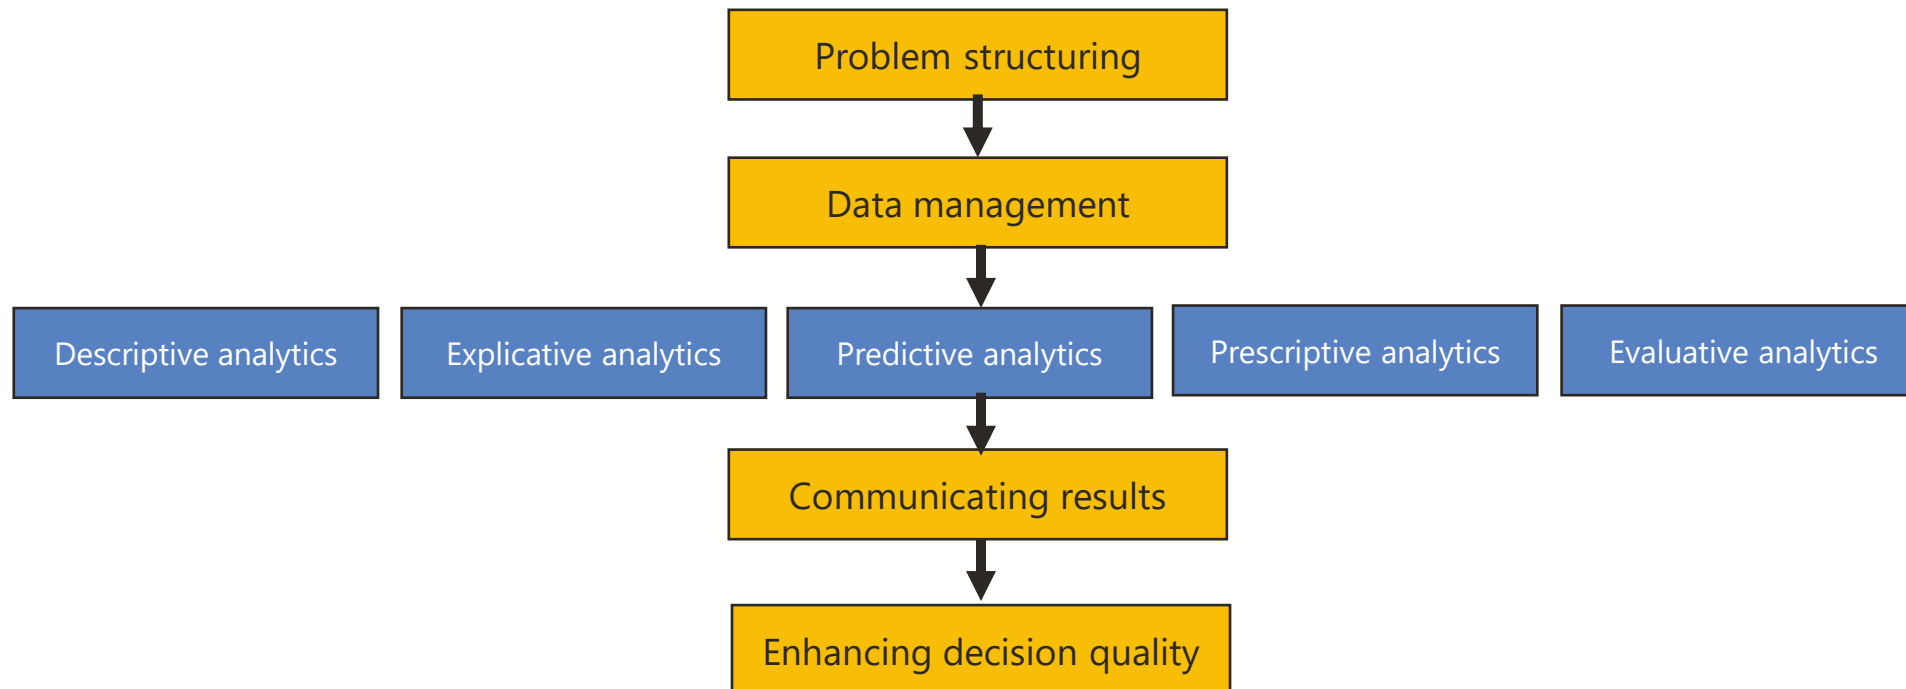 Problem structuring
Data management
Descriptive analytics
Explicative analytics
Predictive analytics
Prescriptive analytics
Evaluative analytics
Communicating results
Enhancing decision quality